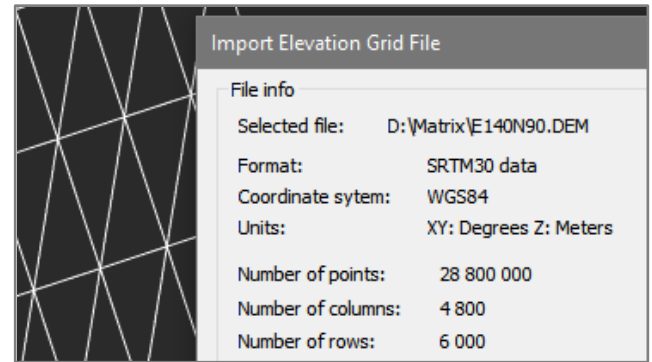 Import Elevation Grid File
File info
Selected file: D:\Matrix\E140N90.DEM
Format: SRTM30 data
Coordinate sytem: WGS84
Units: XY: Degrees Z: Meters
Number of points: 28 800 000
Number of columns: 4 800
Number of rows: 6 000